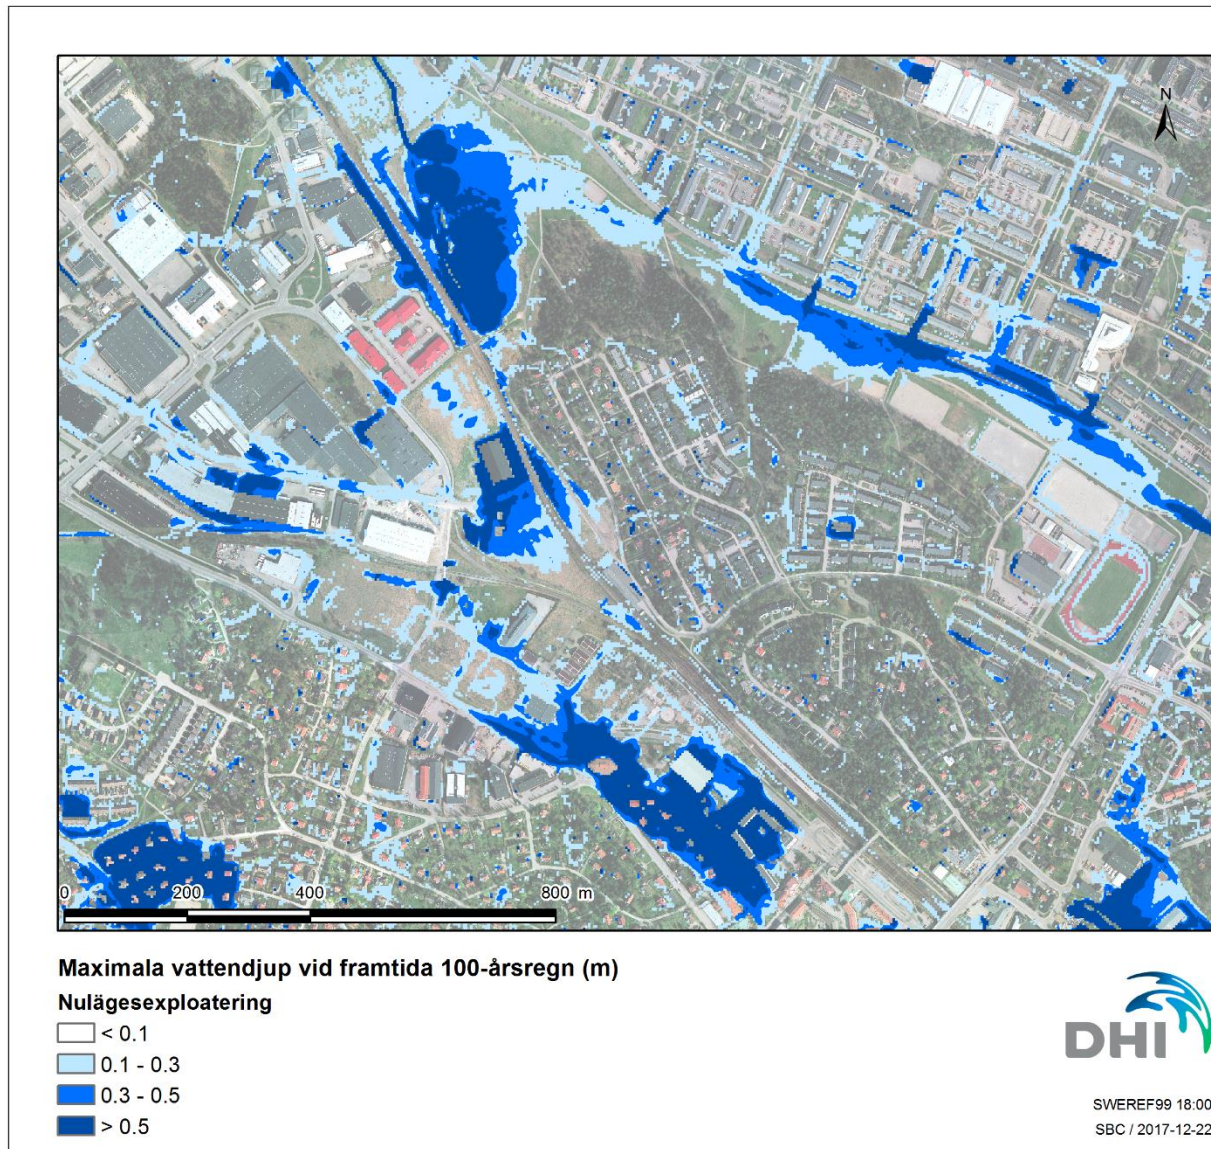 N
0 200 400 800 m
Maximala vattendjup vid framtida 100-årsregn (m)
Nulägesexploatering
< 0.1
0.1 - 0.3
0.3 - 0.5
> 0.5
DHI
SWEREF99 18:00
SBC / 2017-12-22